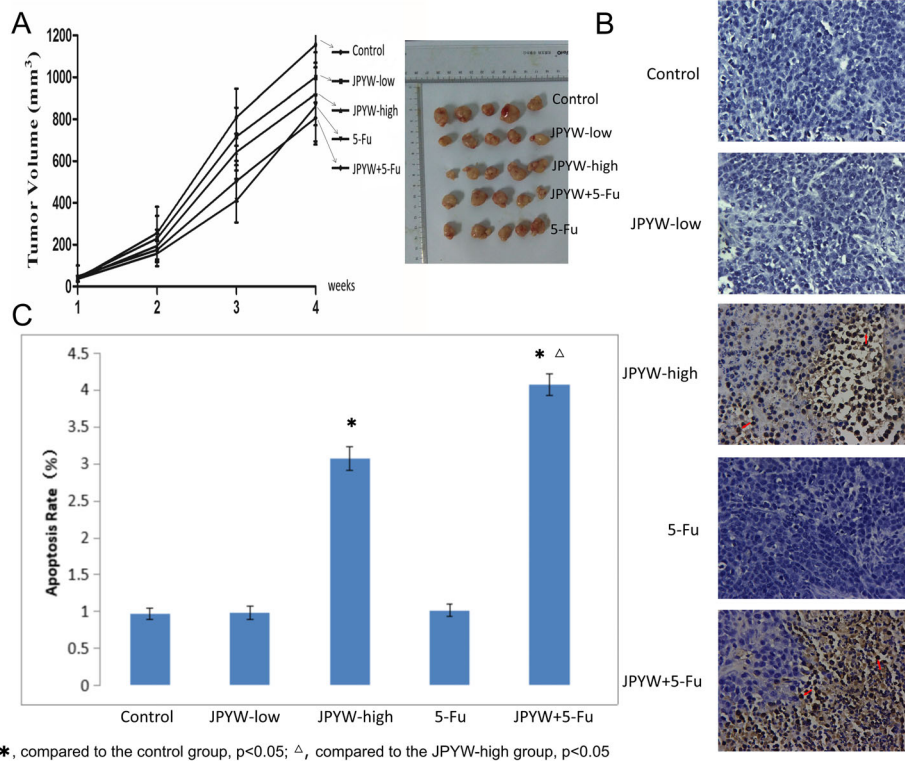 A
Tumor Volume (mm³)
1200
1000
800
600
400
200
0
1
2
3
4
weeks
Control
JPYW-low
JPYW-high
5-Fu
JPYW+5-Fu
Control
JPYW-low
JPYW-high
JPYW+5-Fu
5-Fu
B
Control
JPYW-low
JPYW-high
5-Fu
JPYW+5-Fu
C
Apoptosis Rate (%)
4.5
4
3.5
3
2.5
2
1.5
1
0.5
0
*
* △
Control
JPYW-low
JPYW-high
5-Fu
JPYW+5-Fu
*, compared to the control group, p<0.05; △, compared to the JPYW-high group, p<0.05